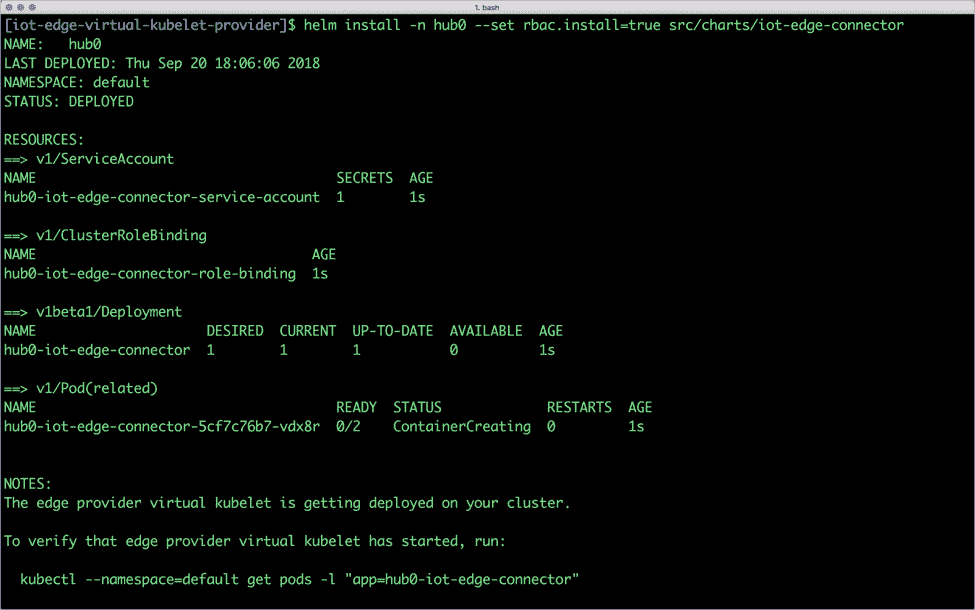 1. bash
[iot-edge-virtual-kubelet-provider]$ helm install -n hub0 --set rbac.install=true src/charts/iot-edge-connector
NAME:   hub0
LAST DEPLOYED: Thu Sep 20 18:06:06 2018
NAMESPACE: default
STATUS: DEPLOYED
RESOURCES:
==> v1/ServiceAccount
NAME SECRETS AGE
hub0-iot-edge-connector-service-account 1 1s
==> v1/ClusterRoleBinding
NAME AGE
hub0-iot-edge-connector-role-binding 1s
==> v1beta1/Deployment
NAME DESIRED CURRENT UP-TO-DATE AVAILABLE AGE
hub0-iot-edge-connector 1 1 1 0 1s
==> v1/Pod(related)
NAME READY STATUS RESTARTS AGE
hub0-iot-edge-connector-5cf7c76b7-vdx8r 0/2 ContainerCreating 0 1s
NOTES:
The edge provider virtual kubelet is getting deployed on your cluster.
To verify that edge provider virtual kubelet has started, run:
kubectl --namespace=default get pods -l "app=hub0-iot-edge-connector"